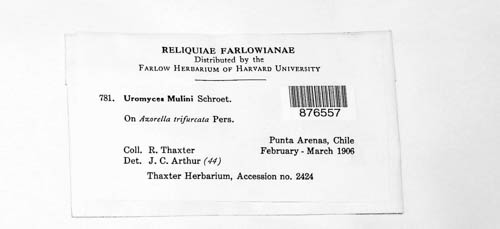 RELIQUIAE FARLOWIANAE
Distributed by the
FARLOW HERBARIUM OF HARVARD UNIVERSITY
781. Uromyces Mulini Schroet.
876557
On Azorella trifurcata Pers.
Punta Arenas, Chile
Coll. R. Thaxter February - March 1906
Det. J. C. Arthur (44)
Thaxter Herbarium, Accession no. 2424